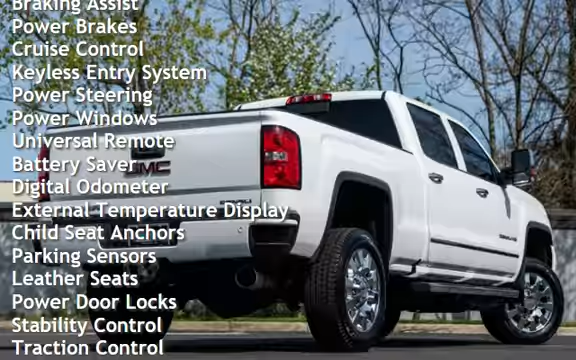 Braking Assist
Power Brakes
Cruise Control
Keyless Entry System
Power Steering
Power Windows
Universal Remote
Battery Saver
GMC
Digital Odometer
External Temperature Display
Child Seat Anchors
Parking Sensors
Leather Seats
Power Door Locks
Stability Control
Traction Control